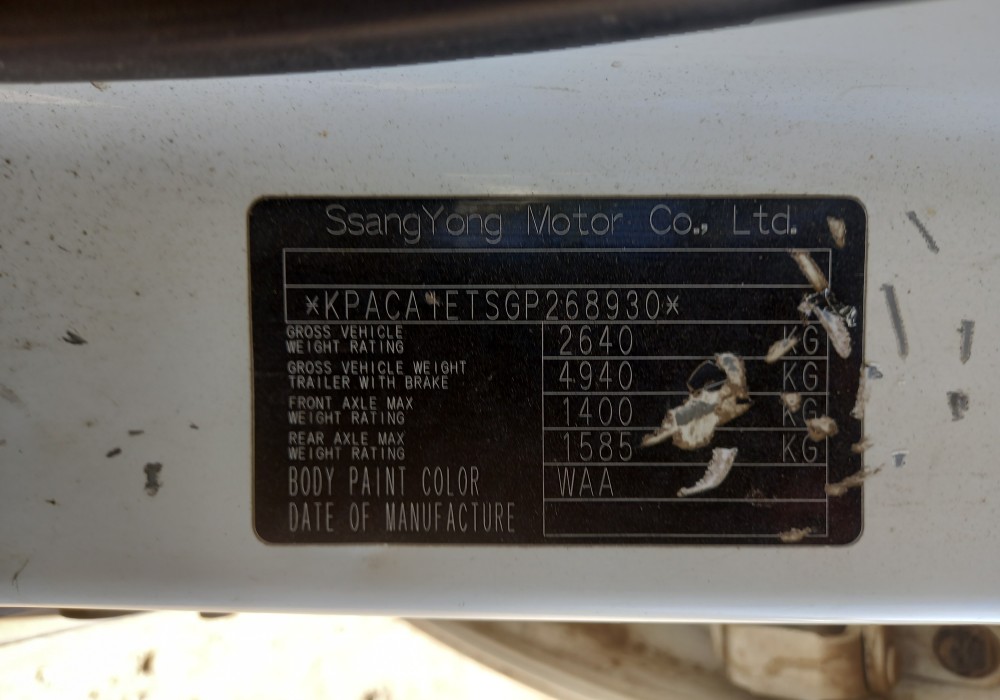 SsangYong Motor Co., Ltd.
*KPACA1ETSGP268930*
GROSS VEHICLE
WEIGHT RATING 2640 KG
GROSS VEHICLE WEIGHT
TRAILER WITH BRAKE 4940 KG
FRONT AXLE MAX
WEIGHT RATING 1400 KG
REAR AXLE MAX
WEIGHT RATING 1585 KG
BODY PAINT COLOR WAA
DATE OF MANUFACTURE